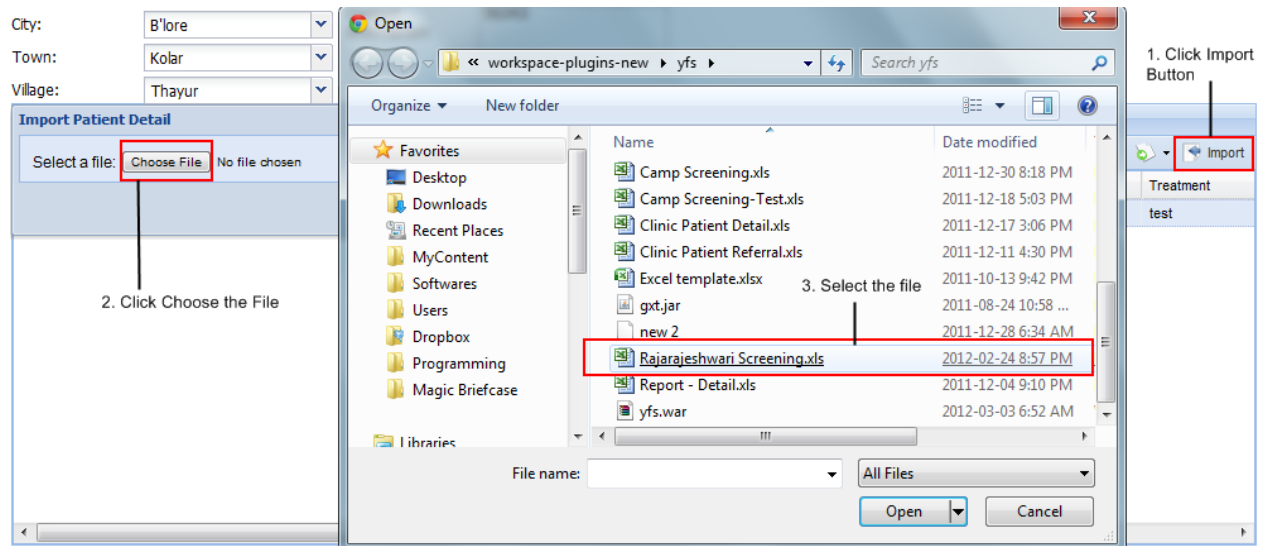 City: B'lore
Town: Kolar
Village: Thayur
Import Patient Detail
Select a file: Choose File No file chosen
2. Click Choose the File
Open
« workspace-plugins-new yfs
Search yfs
Organize New folder
Favorites
Desktop
Downloads
Recent Places
MyContent
Softwares
Users
Dropbox
Programming
Magic Briefcase
Libraries
Name Date modified
Camp Screening.xls 2011-12-30 8:18 PM
Camp Screening-Test.xls 2011-12-18 5:03 PM
Clinic Patient Detail.xls 2011-12-17 3:06 PM
Clinic Patient Referral.xls 2011-12-11 4:30 PM
Excel template.xlsx 2011-10-13 9:42 PM
3. Select the file
gxt.jar 2011-08-24 10:58 ...
new 2 2011-12-28 6:34 AM
Rajarajeshwari Screening.xls 2012-02-24 8:57 PM
Report - Detail.xls 2011-12-04 9:10 PM
yfs.war 2012-03-03 6:52 AM
File name: All Files
Open Cancel
1. Click Import
Button
Import
Treatment
test